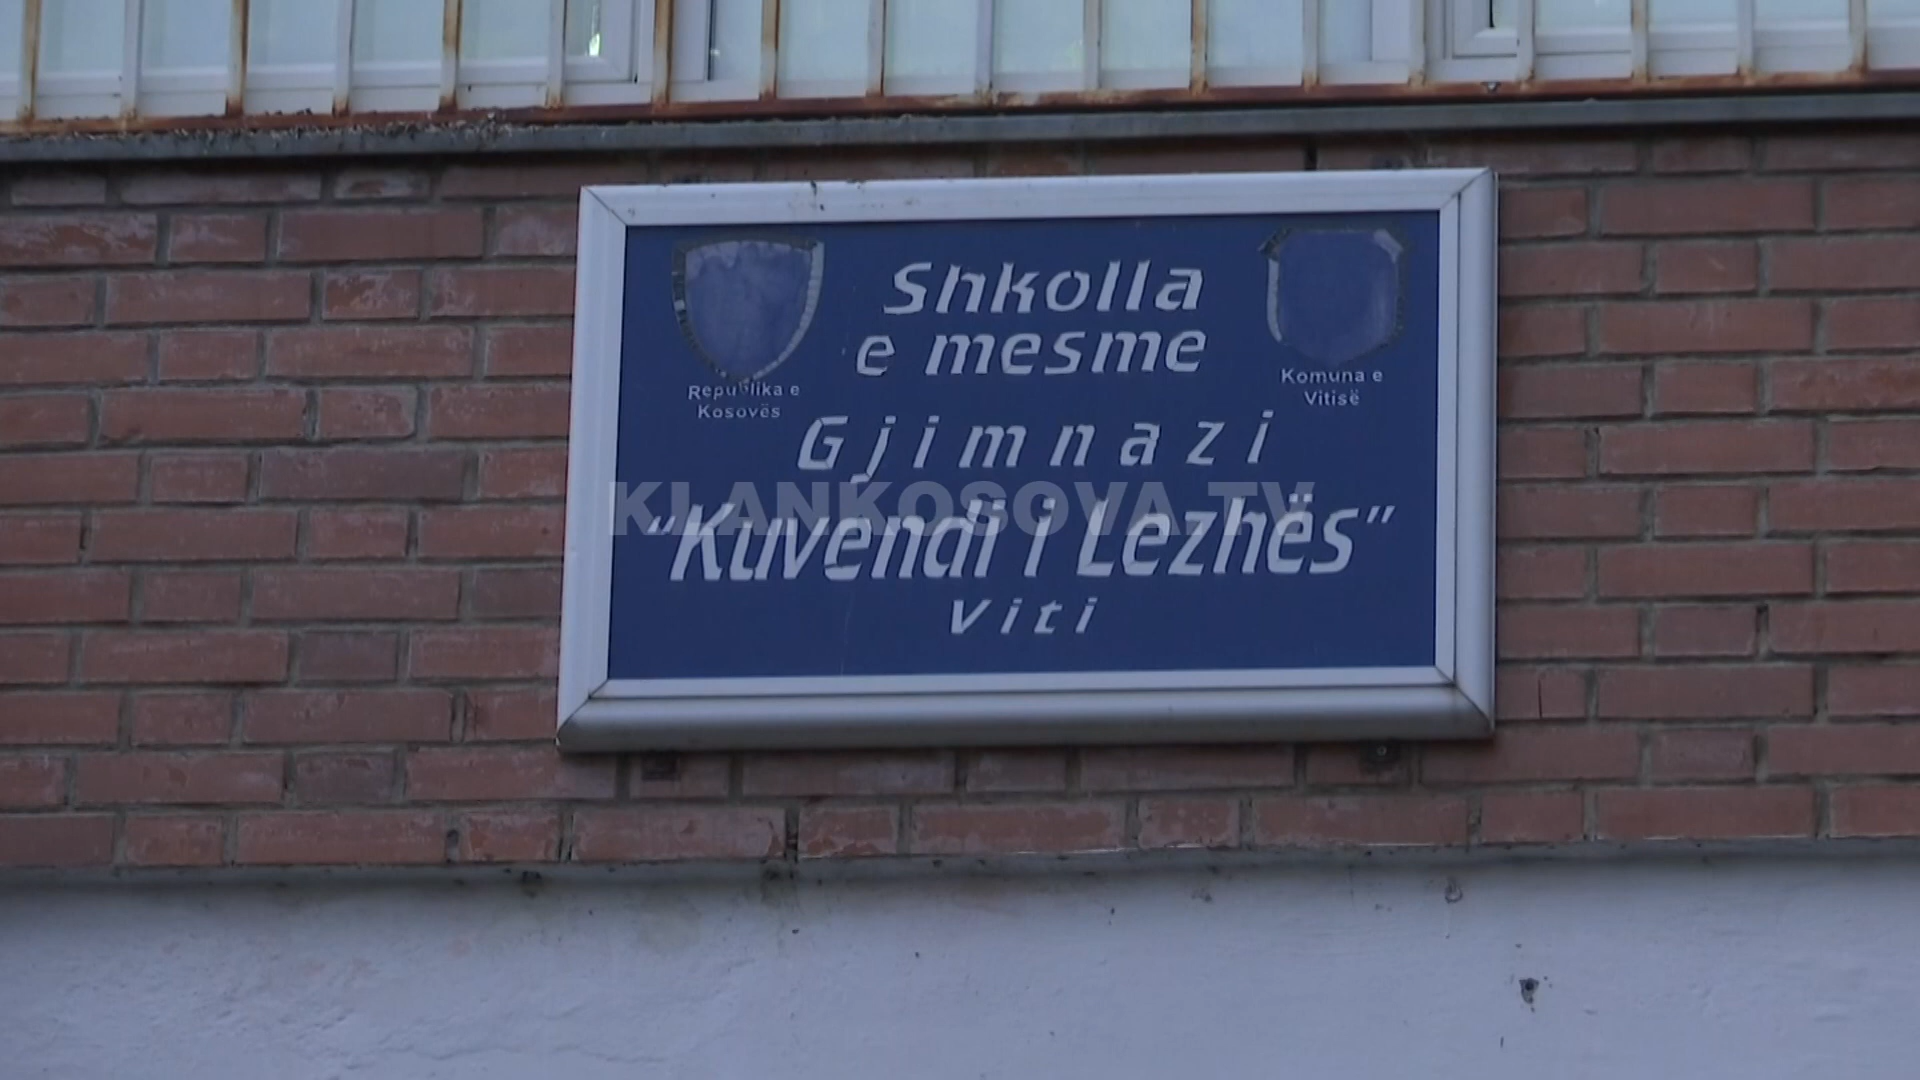 Shkolla
e mesme
Republika e
Kosovës
Komuna e
Vitisë
Gjimnazi
KLANKOSOVA.TV
"Kuvendi i Lezhës"
Viti